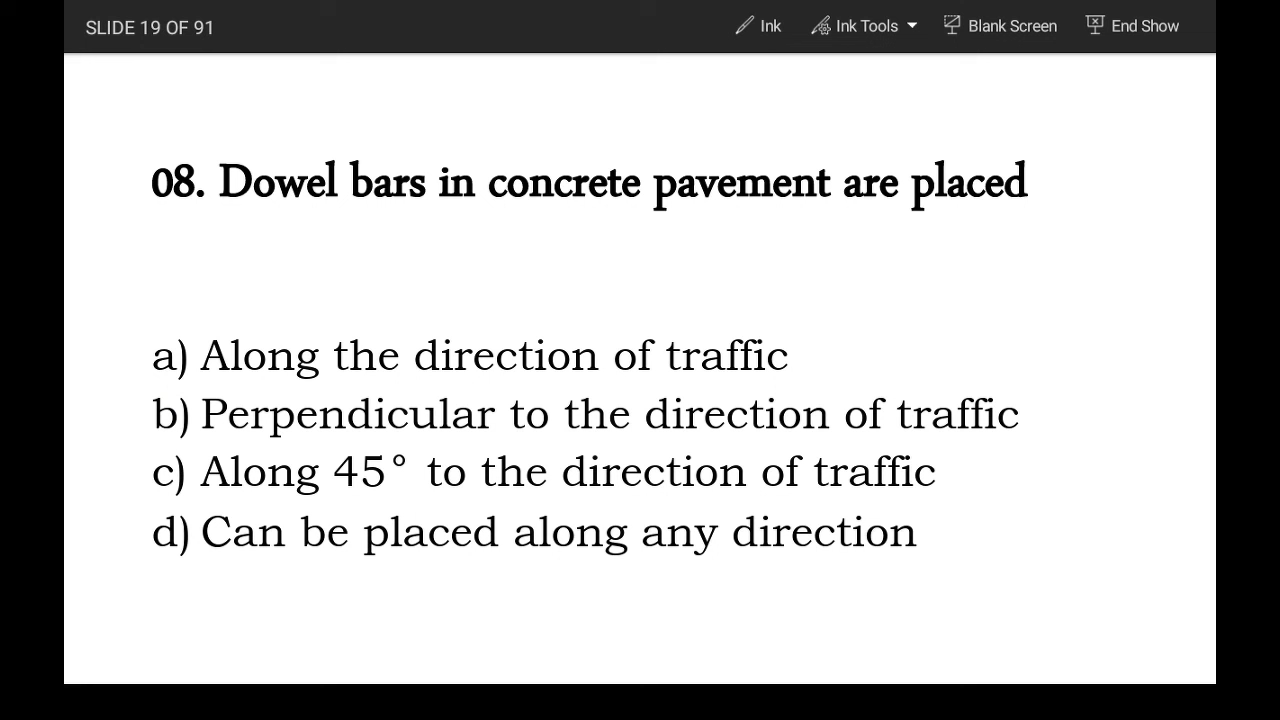 SLIDE 19 OF 91 Ink Ink Tools Blank Screen End Show
08. Dowel bars in concrete pavement are placed
a) Along the direction of traffic
b) Perpendicular to the direction of traffic
c) Along 45° to the direction of traffic
d) Can be placed along any direction